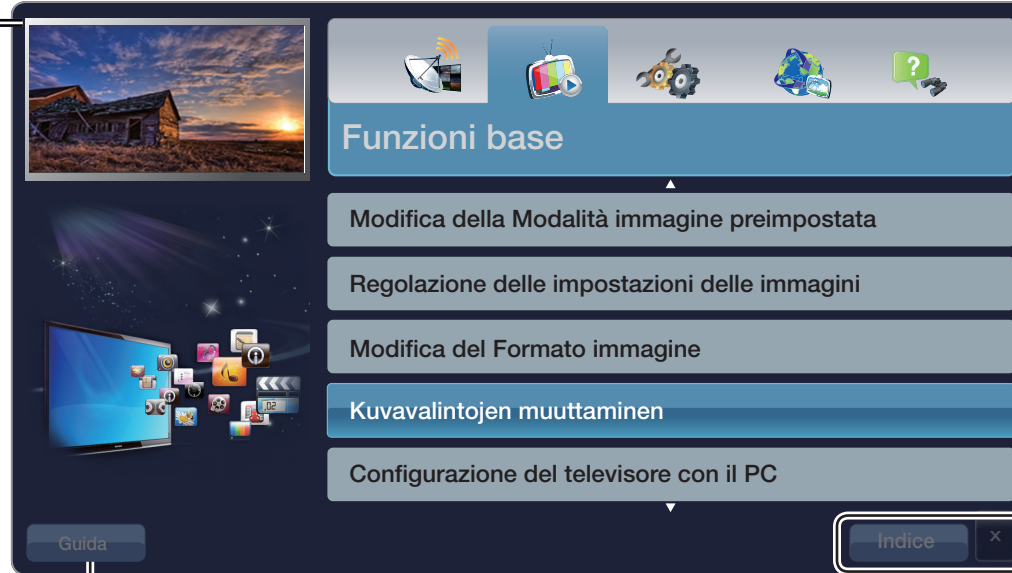 Funzioni base
Modifica della Modalità immagine preimpostata
Regolazione delle impostazioni delle immagini
Modifica del Formato immagine
Kuvavalintojen muuttaminen
Configurazione del televisore con il PC
Guida
Indice
x